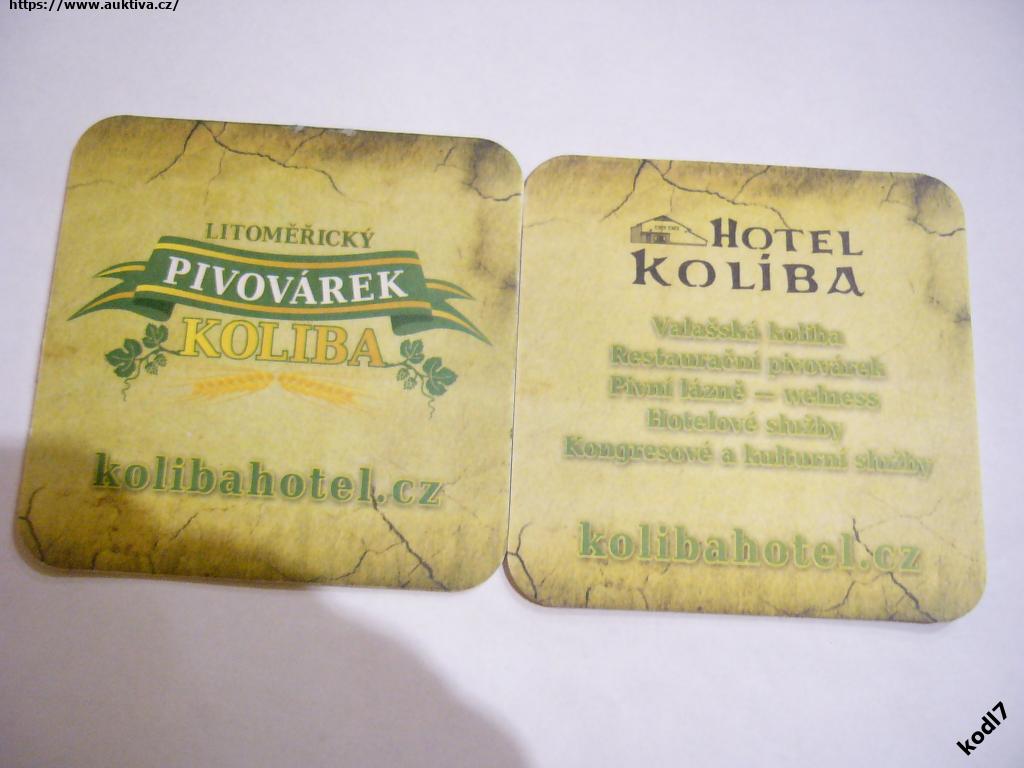 https://www.auktiva.cz/
LITOMĚŘICKÝ
PIVOVÁREK
KOLIBA
kolibahotel.cz
HOTEL
KOLIBA
Valašská koliba
Restaurační pivovárek
Pivní lázně – welness
Hotelové služby
Kongresové a kulturní služby
kolibahotel.cz
kodl7